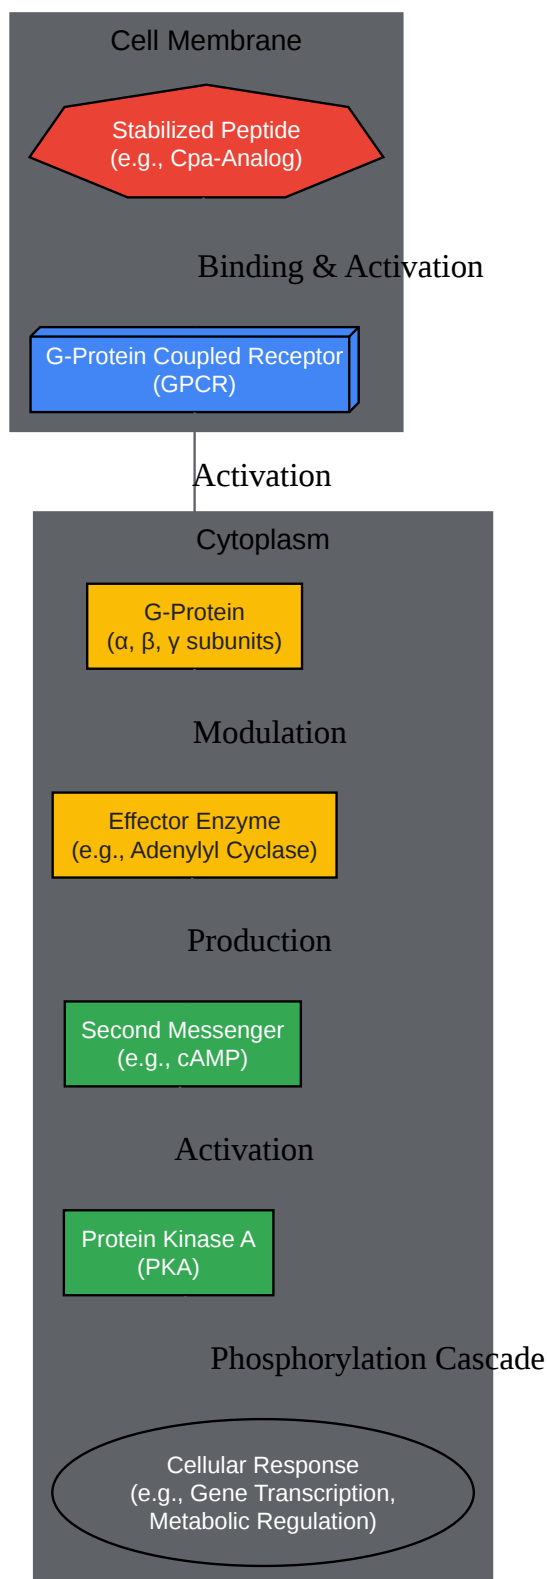 Cell Membrane
Stabilized Peptide
(e.g., Cpa-Analog)
Binding & Activation
G-Protein Coupled Receptor
(GPCR)
Activation
Cytoplasm
G-Protein
(α, β, γ subunits)
Modulation
Effector Enzyme
(e.g., Adenylyl Cyclase)
Production
Second Messenger
(e.g., cAMP)
Activation
Protein Kinase A
(PKA)
Phosphorylation Cascade
Cellular Response
(e.g., Gene Transcription,
Metabolic Regulation)